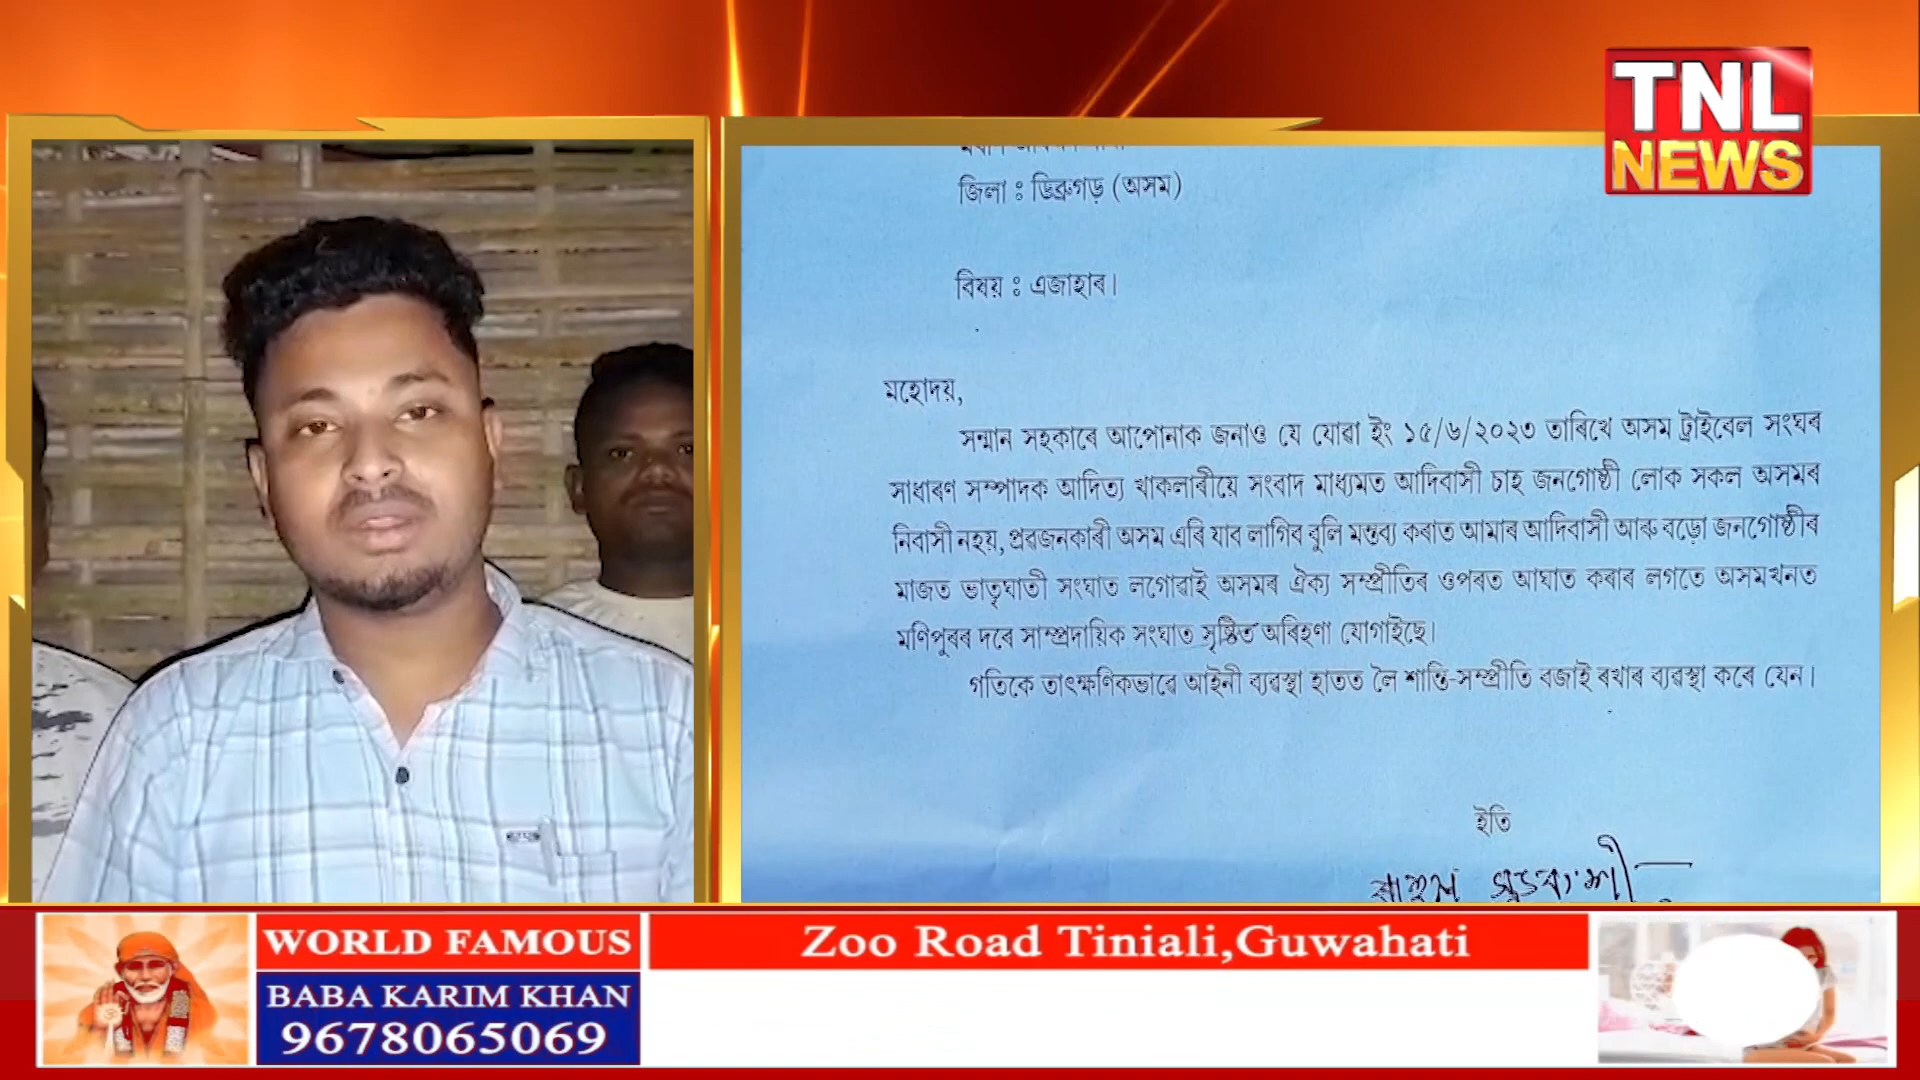 TNL
NEWS
জিলা : ডিব্ৰুগড় (অসম)
বিষয় : এজাহাৰ।
মহোদয়,
সন্মান সহকাৰে আপোনাক জনাও যে যোৱা ইং ১৫/৬/২০২৩ তাৰিখে অসম ট্ৰাইবেল সংঘৰ
সাধাৰণ সম্পাদক আদিত্য খাকলাৰীয়ে সংবাদ মাধ্যমত আদিবাসী চাহ জনগোষ্ঠী লোক সকল অসমৰ
নিবাসী নহয়, প্ৰৱজনকাৰী অসম এৰি যাব লাগিব বুলি মন্তব্য কৰাত আমাৰ আদিবাসী আৰু বড়ো জনগোষ্ঠীৰ
মাজত ভাতৃঘাতী সংঘাত লগোৱাই অসমৰ ঐক্য সম্প্ৰীতিৰ ওপৰত আঘাত কৰাৰ লগতে অসমখনত
মণিপুৰৰ দৰে সাম্প্ৰদায়িক সংঘাত সৃষ্টিত অৰিহণা যোগাইছে।
গতিকে তাৎক্ষণিকভাৱে আইনী ব্যৱস্থা হাতত লৈ শান্তি-সম্প্ৰীতি বজাই ৰখাৰ ব্যৱস্থা কৰে যেন।
ইতি
WORLD FAMOUS
BABA KARIM KHAN
9678065069
Zoo Road Tiniali,Guwahati